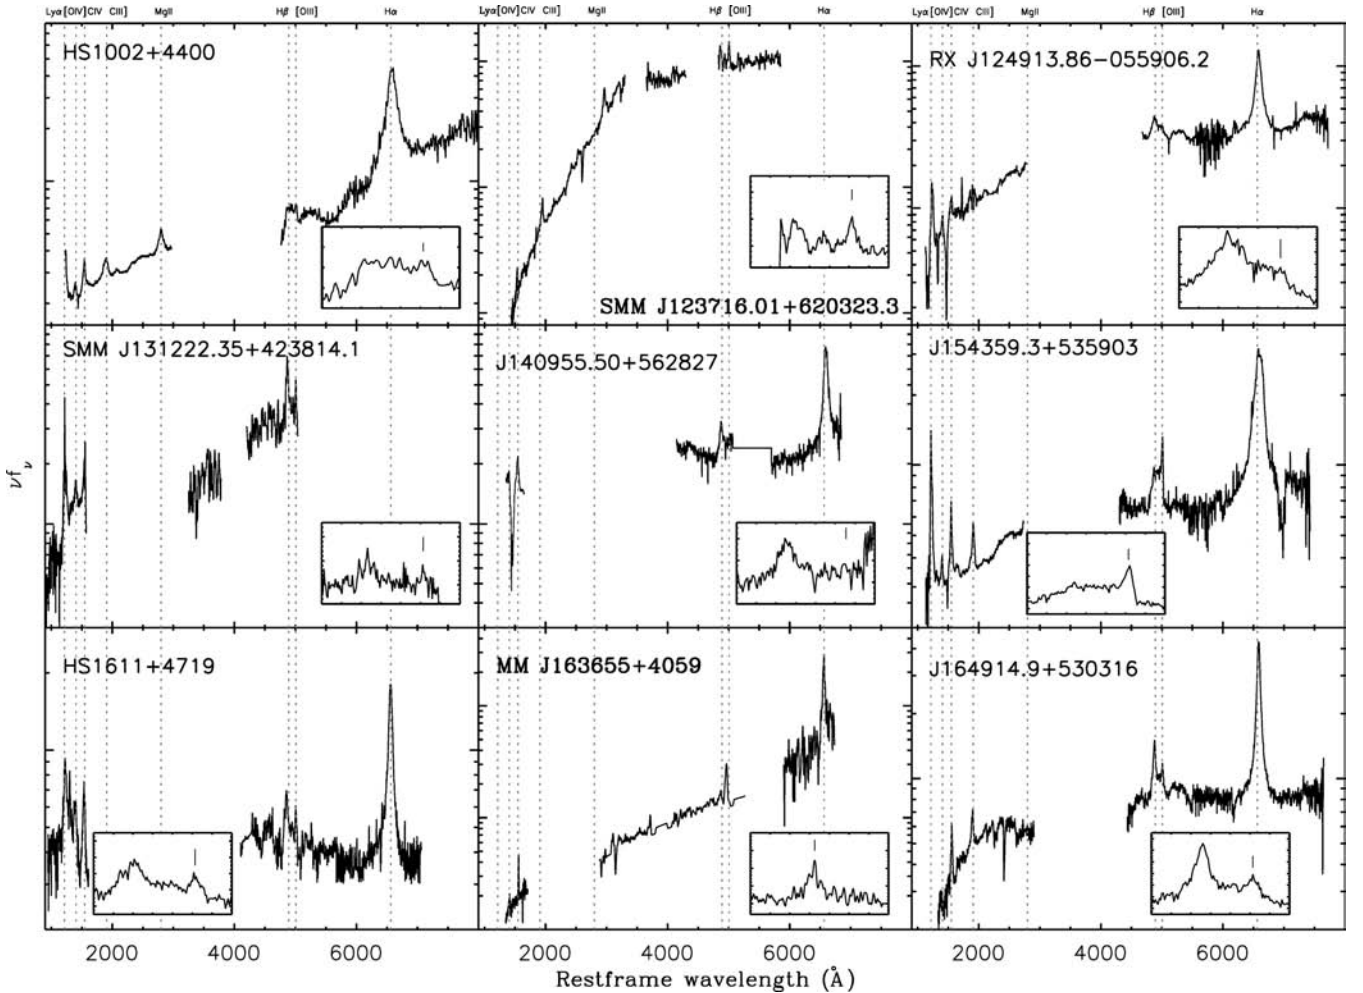 Lyα [OIV] CIV CIII] MgII Hβ [OIII] Hα
Lyα [OIV] CIV CIII] MgII Hβ [OIII] Hα
Lyα [OIV] CIV CIII] MgII Hβ [OIII] Hα
HS1002+4400
SMM J123716.01+620323.3
RX J124913.86−055906.2
SMM J131222.35+423814.1
J140955.50+562827
J154359.3+535903
HS1611+4719
MM J163655+4059
J164914.9+530316
νfν
2000 4000 6000
2000 4000 6000
2000 4000 6000
Restframe wavelength (Å)